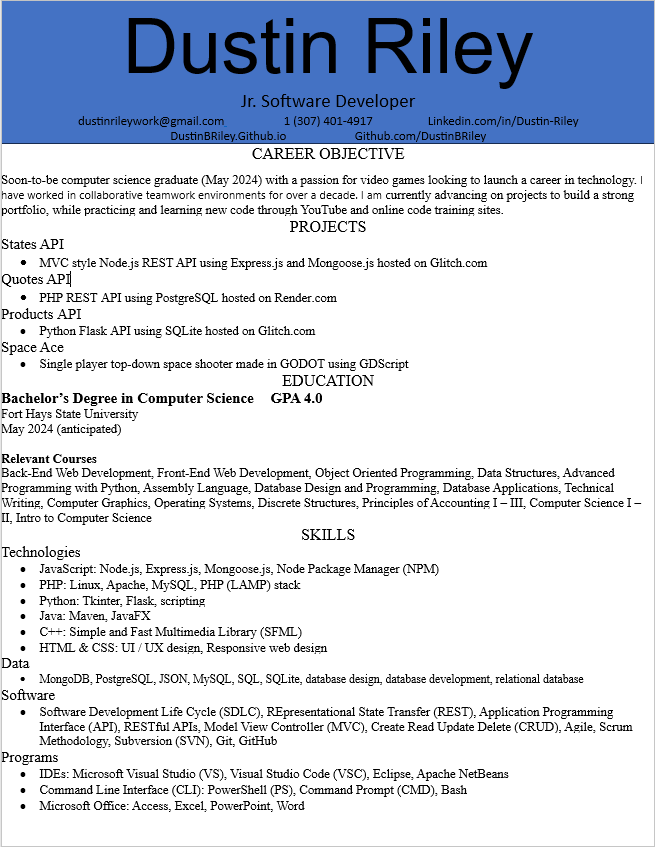 Dustin Riley
Jr. Software Developer
dustinrileywork@gmail.com 1 (307) 401-4917 Linkedin.com/in/Dustin-Riley
DustinBRiley.Github.io Github.com/DustinBRiley
CAREER OBJECTIVE
Soon-to-be computer science graduate (May 2024) with a passion for video games looking to launch a career in technology. I
have worked in collaborative teamwork environments for over a decade. I am currently advancing on projects to build a strong
portfolio, while practicing and learning new code through YouTube and online code training sites.
PROJECTS
States API
• MVC style Node.js REST API using Express.js and Mongoose.js hosted on Glitch.com
Quotes API
• PHP REST API using PostgreSQL hosted on Render.com
Products API
• Python Flask API using SQLite hosted on Glitch.com
Space Ace
• Single player top-down space shooter made in GODOT using GDScript
EDUCATION
Bachelor's Degree in Computer Science GPA 4.0
Fort Hays State University
May 2024 (anticipated)
Relevant Courses
Back-End Web Development, Front-End Web Development, Object Oriented Programming, Data Structures, Advanced
Programming with Python, Assembly Language, Database Design and Programming, Database Applications, Technical
Writing, Computer Graphics, Operating Systems, Discrete Structures, Principles of Accounting I – III, Computer Science I –
II, Intro to Computer Science
SKILLS
Technologies
• JavaScript: Node.js, Express.js, Mongoose.js, Node Package Manager (NPM)
• PHP: Linux, Apache, MySQL, PHP (LAMP) stack
• Python: Tkinter, Flask, scripting
• Java: Maven, JavaFX
• C++: Simple and Fast Multimedia Library (SFML)
• HTML & CSS: UI / UX design, Responsive web design
Data
• MongoDB, PostgreSQL, JSON, MySQL, SQL, SQLite, database design, database development, relational database
Software
• Software Development Life Cycle (SDLC), REpresentational State Transfer (REST), Application Programming
Interface (API), RESTful APIs, Model View Controller (MVC), Create Read Update Delete (CRUD), Agile, Scrum
Methodology, Subversion (SVN), Git, GitHub
Programs
• IDEs: Microsoft Visual Studio (VS), Visual Studio Code (VSC), Eclipse, Apache NetBeans
• Command Line Interface (CLI): PowerShell (PS), Command Prompt (CMD), Bash
• Microsoft Office: Access, Excel, PowerPoint, Word